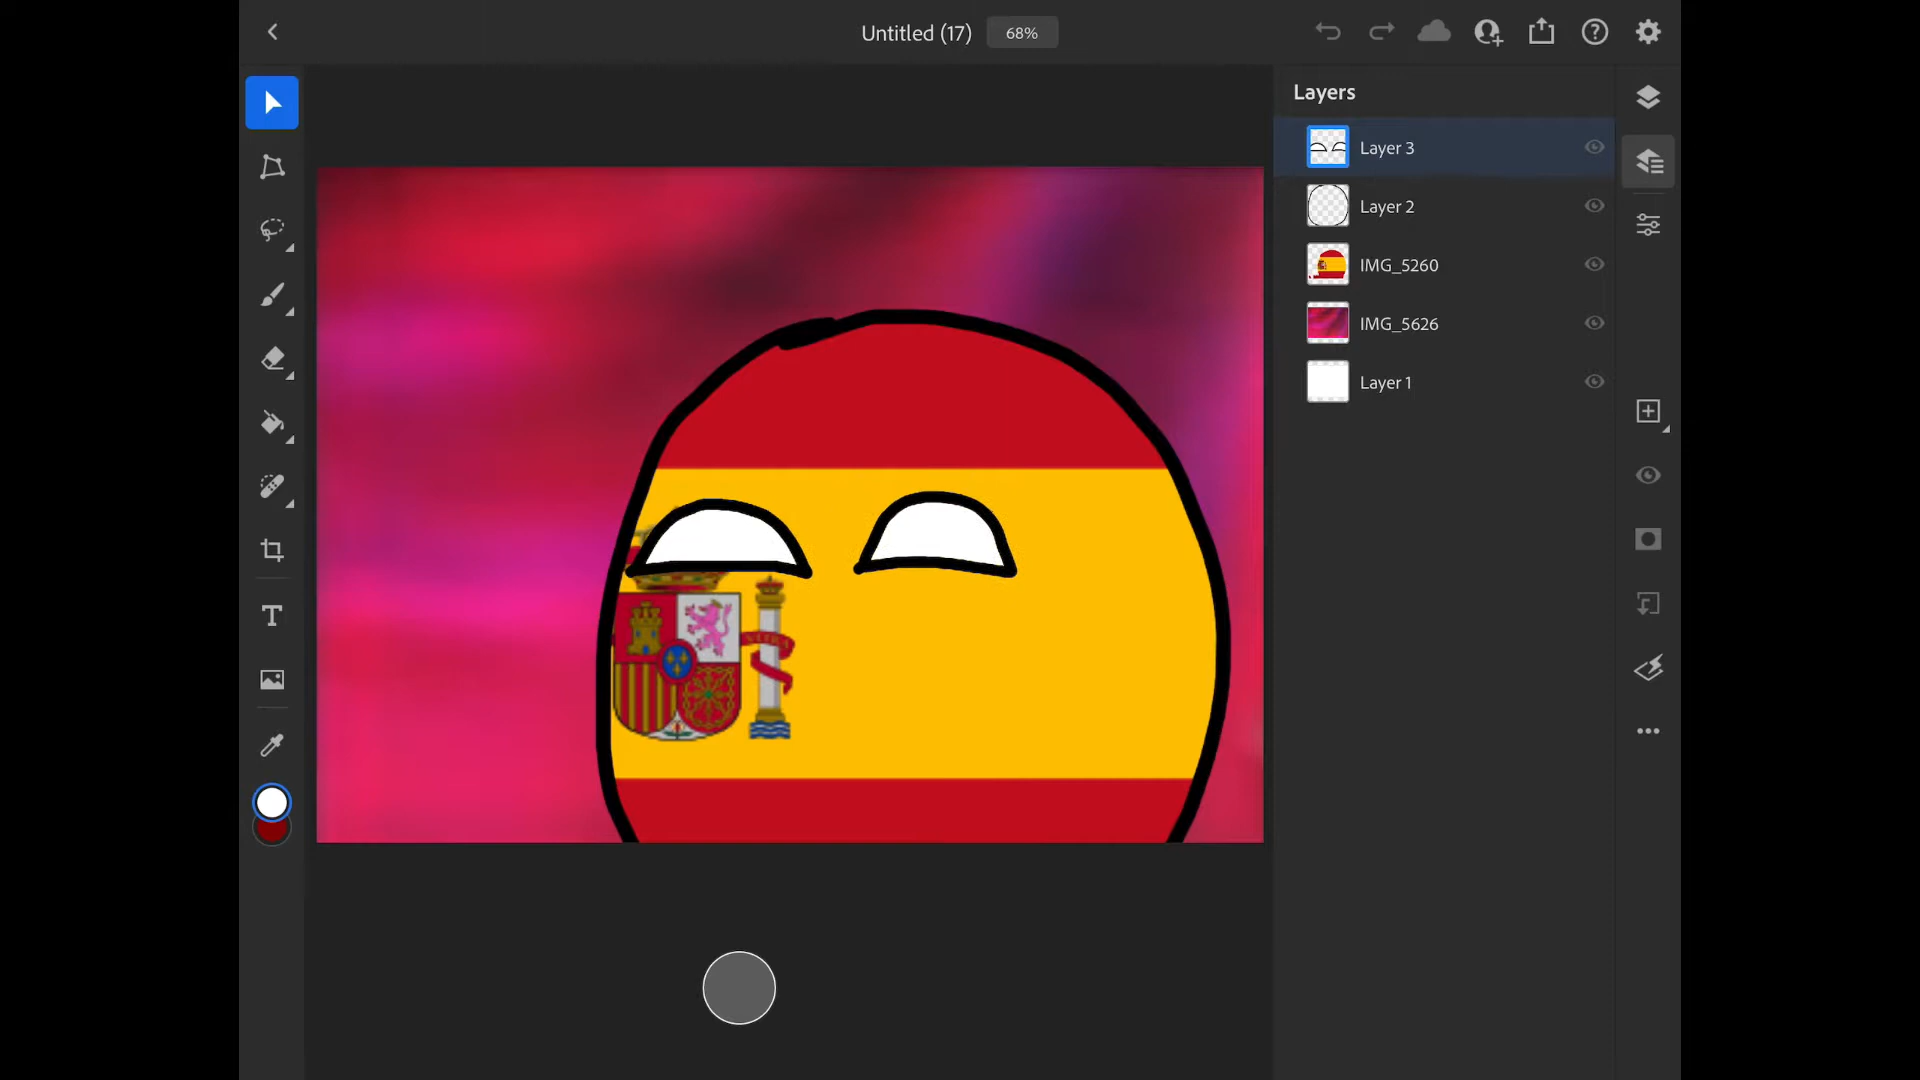 Untitled (17) 68%
Layers
Layer 3
Layer 2
IMG_5260
IMG_5626
Layer 1
T